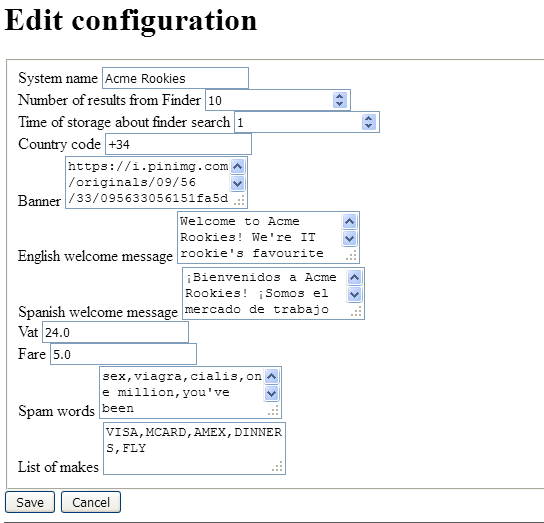 Edit configuration
System name Acme Rookies
Number of results from Finder 10
Time of storage about finder search 1
Country code +34
https://i.pinimg.com
/originals/09/56
/33/095633056151fa5d
Banner
Welcome to Acme
Rookies! We're IT
rookie's favourite
English welcome message
¡Bienvenidos a Acme
Rookies! ¡Somos el
mercado de trabajo
Spanish welcome message
Vat 24.0
Fare 5.0
sex,viagra,cialis,on
e million,you've
been
Spam words
VISA,MCARD,AMEX,DINNER
S,FLY
List of makes
Save Cancel